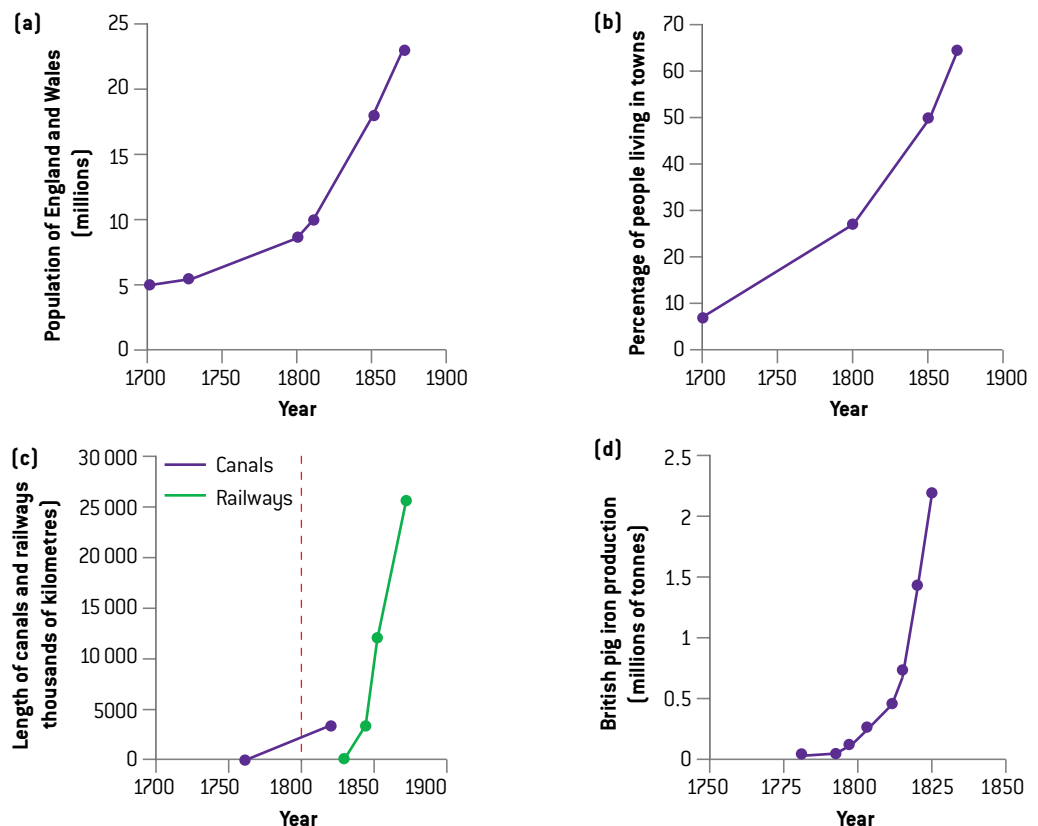 (a)
Population of England and Wales
(millions)
25
20
15
10
5
0
1700 1750 1800 1850 1900
Year
(b)
Percentage of people living in towns
70
60
50
40
30
20
10
0
1700 1750 1800 1850 1900
Year
(c)
Length of canals and railways
thousands of kilometres)
30 000
25 000
20 000
15 000
10 000
5000
0
Canals
Railways
1700 1750 1800 1850 1900
Year
(d)
British pig iron production
(millions of tonnes)
2.5
2
1.5
1
0.5
0
1750 1775 1800 1825 1850
Year